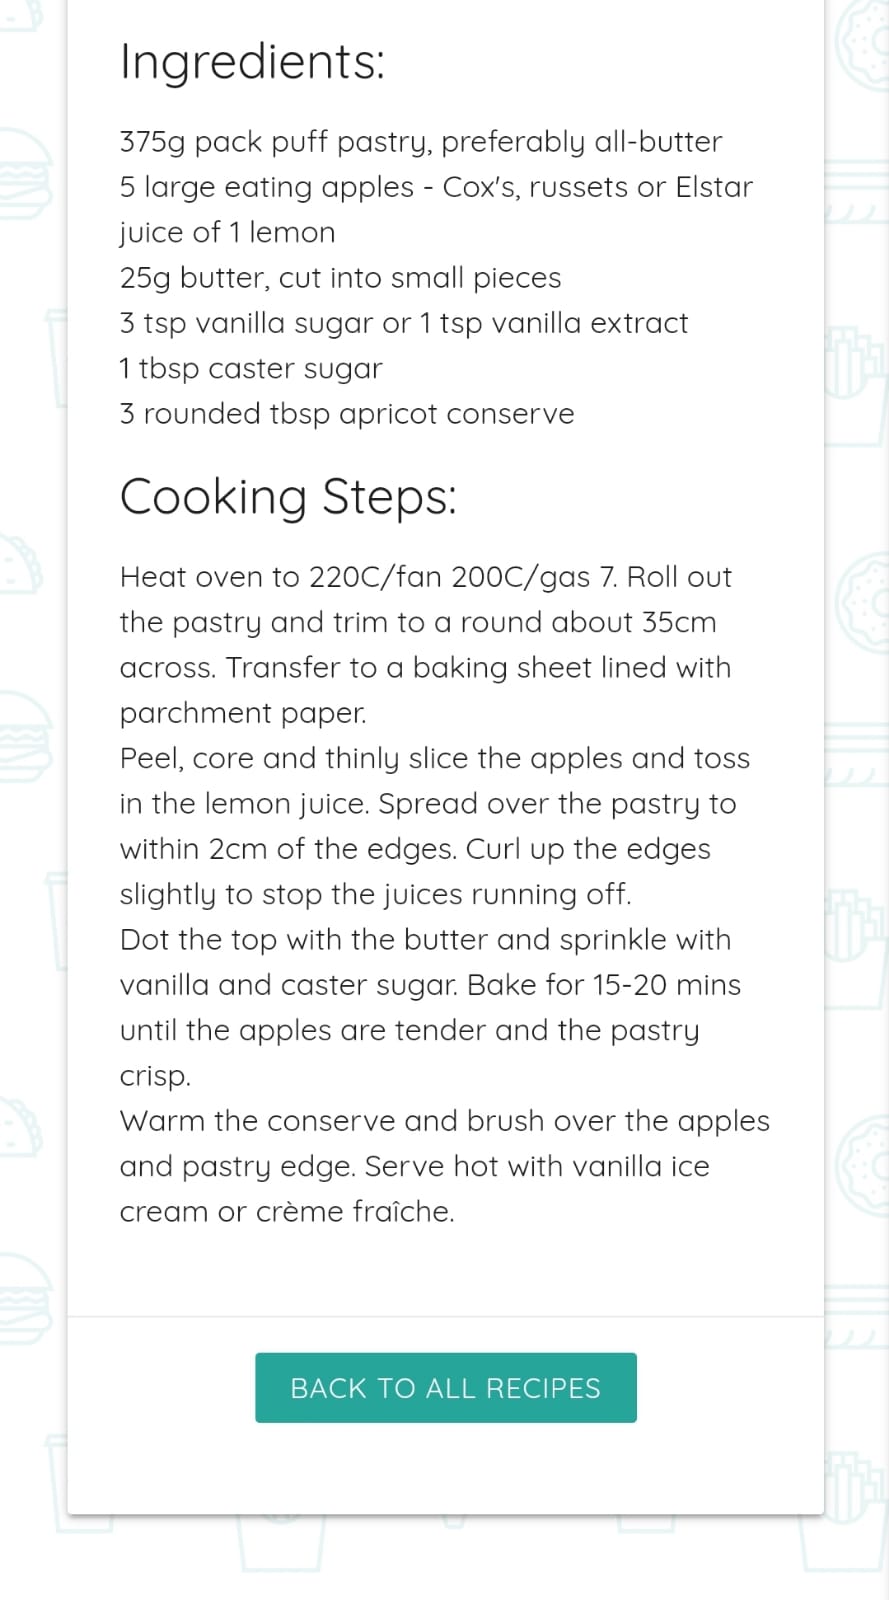 Ingredients:
375g pack puff pastry, preferably all-butter
5 large eating apples - Cox's, russets or Elstar
juice of 1 lemon
25g butter, cut into small pieces
3 tsp vanilla sugar or 1 tsp vanilla extract
1 tbsp caster sugar
3 rounded tbsp apricot conserve
Cooking Steps:
Heat oven to 220C/fan 200C/gas 7. Roll out
the pastry and trim to a round about 35cm
across. Transfer to a baking sheet lined with
parchment paper.
Peel, core and thinly slice the apples and toss
in the lemon juice. Spread over the pastry to
within 2cm of the edges. Curl up the edges
slightly to stop the juices running off.
Dot the top with the butter and sprinkle with
vanilla and caster sugar. Bake for 15-20 mins
until the apples are tender and the pastry
crisp.
Warm the conserve and brush over the apples
and pastry edge. Serve hot with vanilla ice
cream or crème fraîche.
BACK TO ALL RECIPES